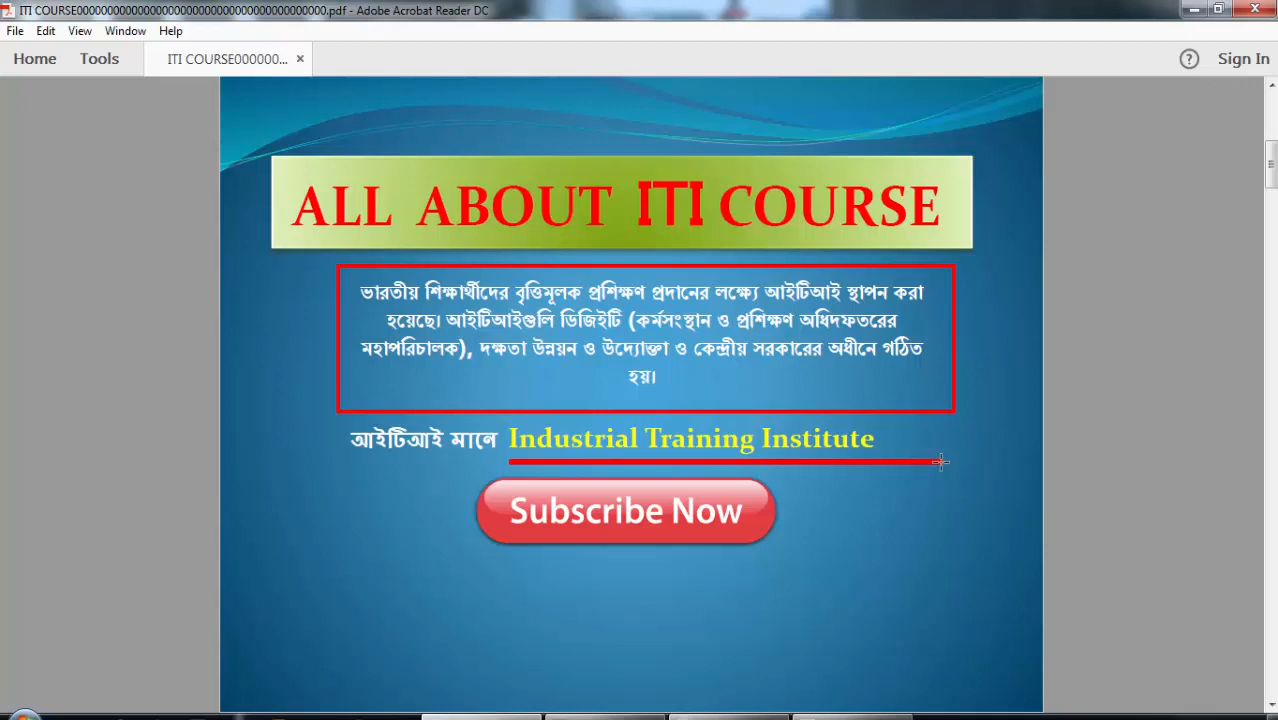 ITI COURSE000000000000000000000000000000000000000000.pdf - Adobe Acrobat Reader DC
File Edit View Window Help
Home Tools ITI COURSE000000... × ? Sign In
ALL ABOUT ITI COURSE
ভারতীয় শিক্ষার্থীদের বৃত্তিমূলক প্রশিক্ষণ প্রদানের লক্ষ্যে আইটিআই স্থাপন করা
হয়েছে। আইটিআইগুলি ডিজিইটি (কর্মসংস্থান ও প্রশিক্ষণ অধিদফতরের
মহাপরিচালক), দক্ষতা উন্নয়ন ও উদ্যোক্তা ও কেন্দ্রীয় সরকারের অধীনে গঠিত
হয়।
আইটিআই মানে Industrial Training Institute
Subscribe Now